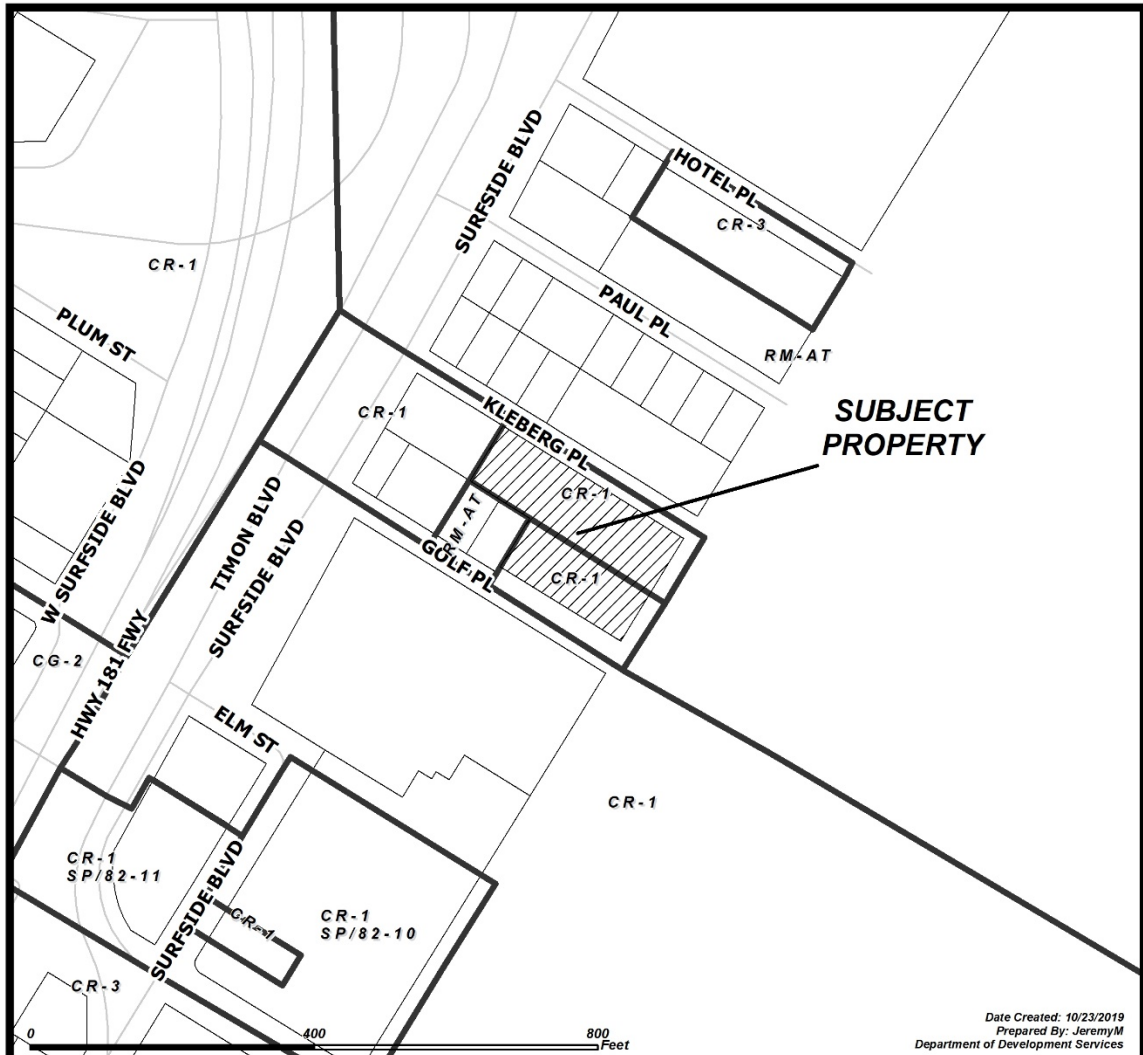 SURFSIDE BLVD
HOTEL PL
CR-3
CR-1
PLUM ST
PAUL PL
RM-AT
SUBJECT
PROPERTY
CR-1
KLEBERG PL
CR-1
W SURFSIDE BLVD
TIMON BLVD
SURFSIDE BLVD
RM-AT
GOLF PL
CR-1
CG-2
HWY 181 FWY
ELM ST
CR-1
CR-1
SP/82-11
SURFSIDE BLVD
CR-1
CR-1
SP/82-10
CR-3
0 400 800
Feet
Date Created: 10/23/2019
Prepared By: JeremyM
Department of Development Services